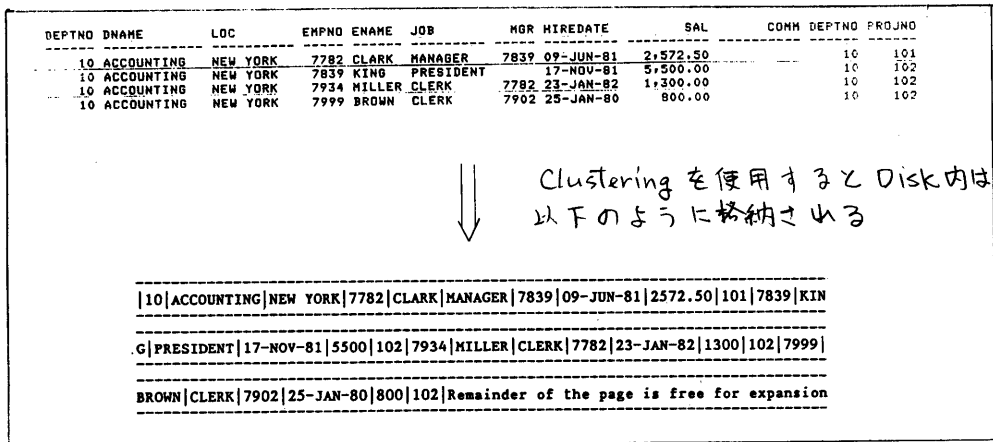 DEPTNO DNAME LOC EMPNO ENAME JOB MGR HIREDATE SAL COMM DEPTNO PROJNO
10 ACCOUNTING NEW YORK 7782 CLARK MANAGER 7839 09-JUN-81 2,572.50 10 101
10 ACCOUNTING NEW YORK 7839 KING PRESIDENT 17-NOV-81 5,500.00 10 102
10 ACCOUNTING NEW YORK 7934 MILLER CLERK 7782 23-JAN-82 1,300.00 10 102
10 ACCOUNTING NEW YORK 7999 BROWN CLERK 7902 25-JAN-80 800.00 10 102
Clustering を使用すると Disk内は
以下のように格納される
|10|ACCOUNTING|NEW YORK|7782|CLARK|MANAGER|7839|09-JUN-81|2572.50|101|7839|KIN
G|PRESIDENT|17-NOV-81|5500|102|7934|MILLER|CLERK|7782|23-JAN-82|1300|102|7999|
BROWN|CLERK|7902|25-JAN-80|800|102|Remainder of the page is free for expansion